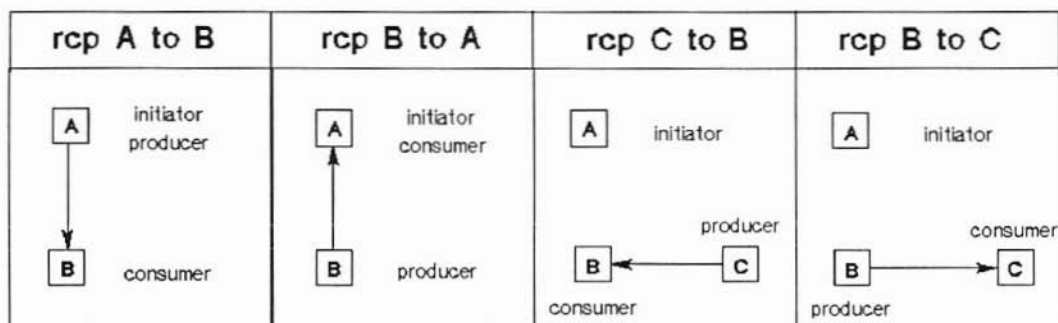 rcp A to B
rcp B to A
rcp C to B
rcp B to C
A
initiator
producer
B
consumer
A
initiator
consumer
B
producer
A
initiator
producer
B
C
consumer
A
initiator
consumer
B
C
producer